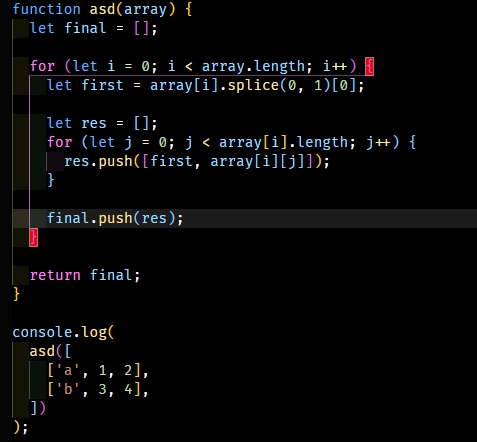 function asd(array) {
  let final = [];

  for (let i = 0; i < array.length; i++) {
    let first = array[i].splice(0, 1)[0];

    let res = [];
    for (let j = 0; j < array[i].length; j++) {
      res.push([first, array[i][j]]);
    }

    final.push(res);
  }

  return final;
}

console.log(
  asd([
    ['a', 1, 2],
    ['b', 3, 4],
  ])
);